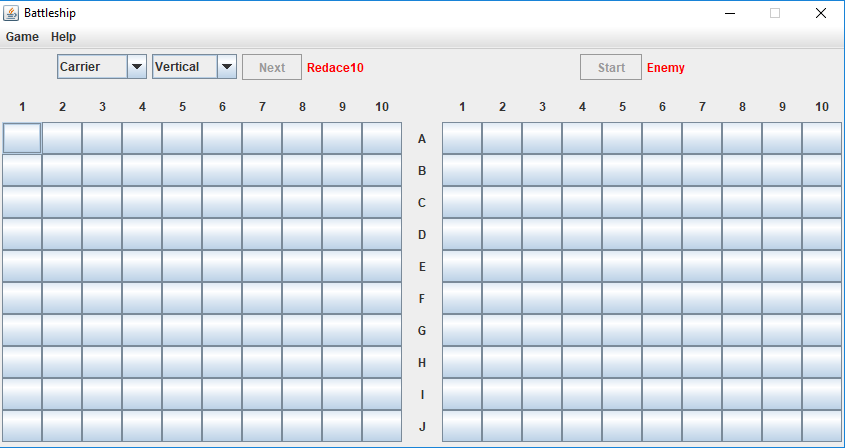 Battleship
Game Help
Carrier Vertical Next Redace10 Start Enemy
1 2 3 4 5 6 7 8 9 10 1 2 3 4 5 6 7 8 9 10
A
B
C
D
E
F
G
H
I
J